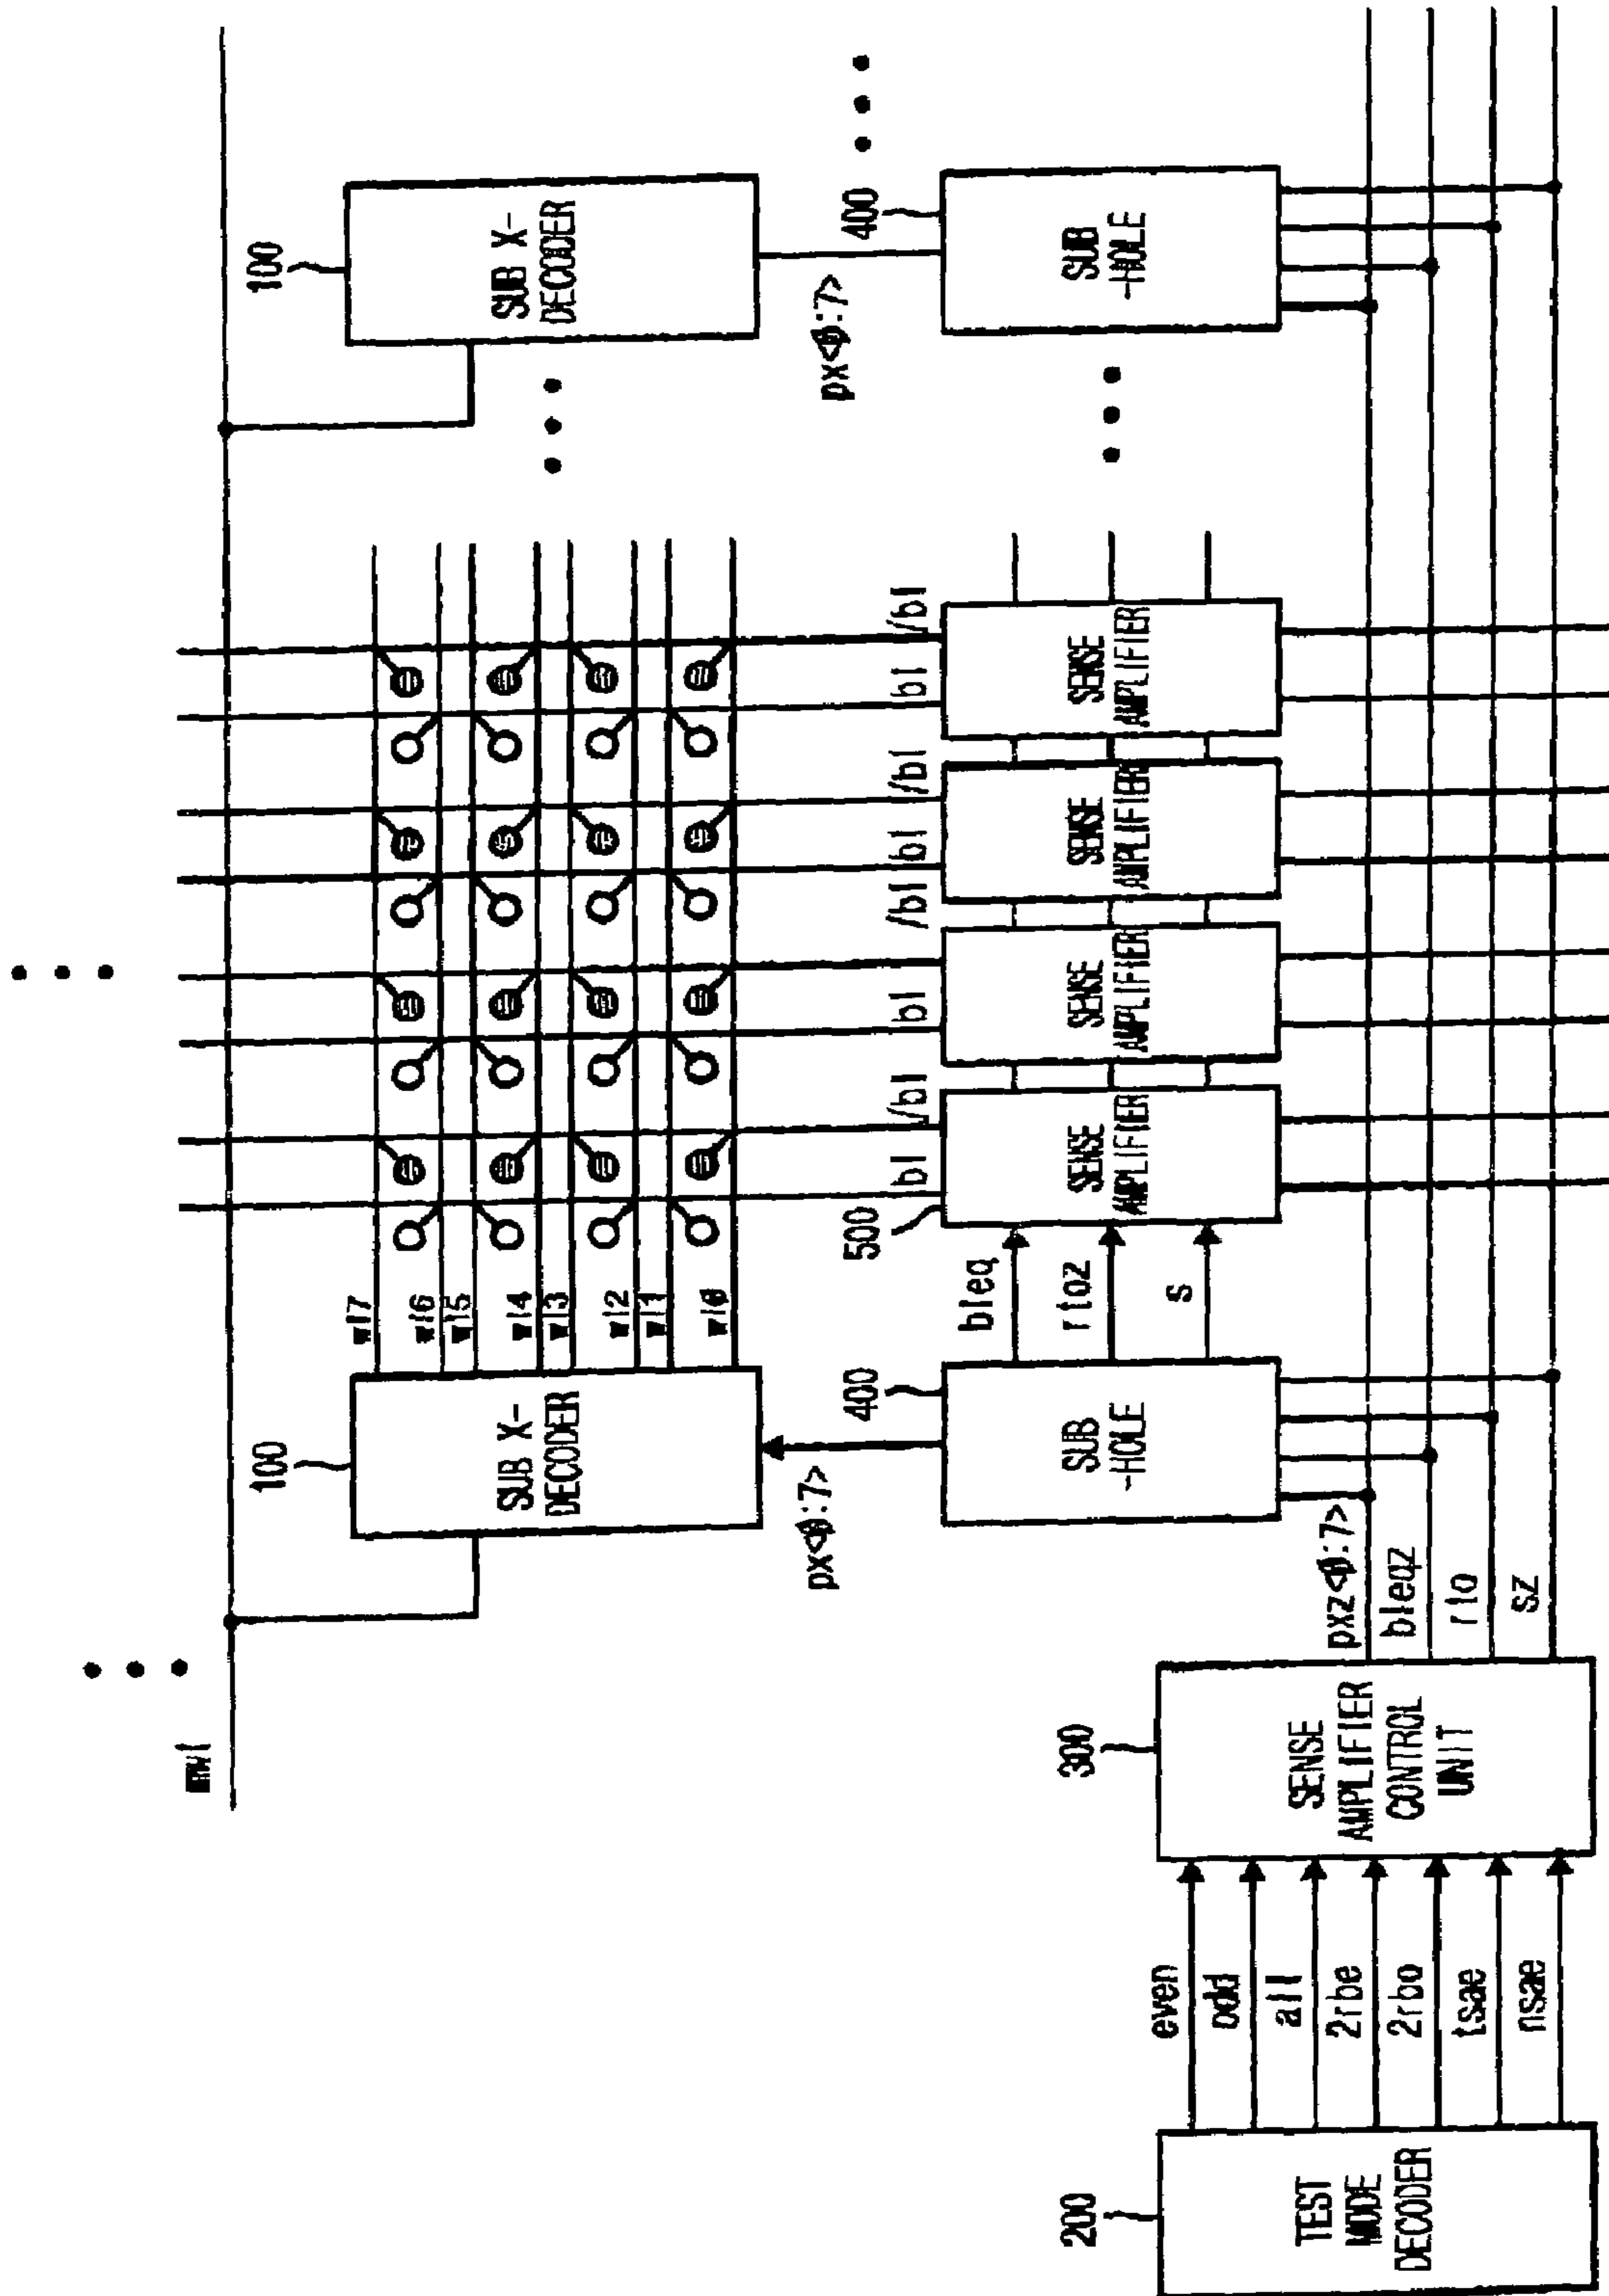 mwl
100
SUB X-
DECODER
100
SUB X-
DECODER
wl7
wl6
wl5
wl4
wl3
wl2
wl1
wl0
px<0:7>
px<0:7>
bl
/bl
bl
/bl
bl
/bl
bl
/bl
400
SUB
-HOLE
bleq
rtoz
s
500
SENSE
AMPLIFIER
SENSE
AMPLIFIER
SENSE
AMPLIFIER
SENSE
AMPLIFIER
400
SUB
-HOLE
200
TEST
MODE
DECODER
even
odd
all
2rbe
2rbo
tsae
nsae
300
SENSE
AMPLIFIER
CONTROL
UNIT
pxz<0:7>
bleqz
rto
sz